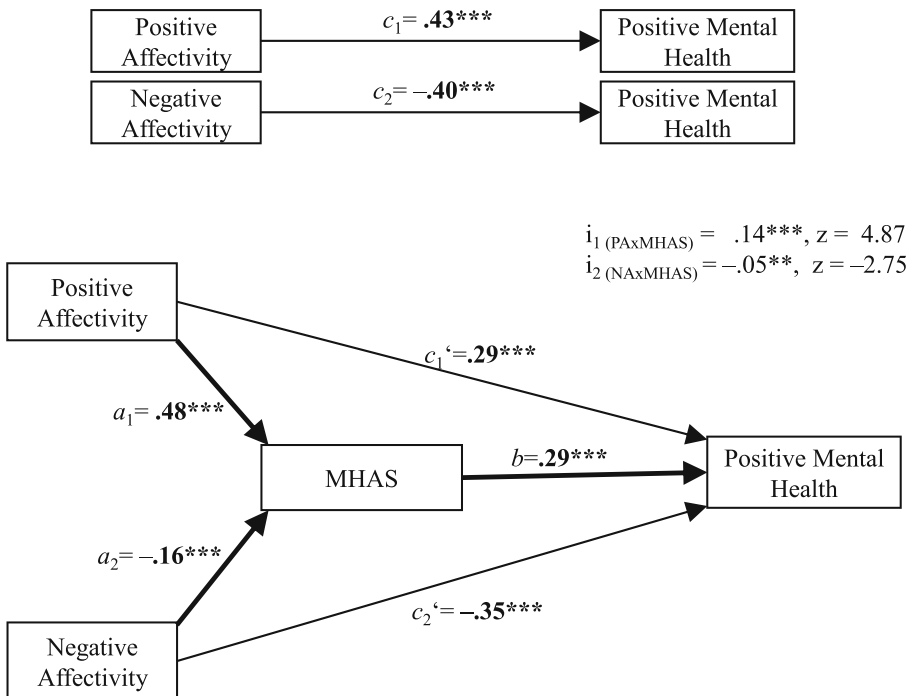 Positive
Affectivity
c1= .43***
Positive Mental
Health
Negative
Affectivity
c2= –.40***
Positive Mental
Health
i1 (PAxMHAS) = .14***, z = 4.87
i2 (NAxMHAS) = –.05**, z = –2.75
Positive
Affectivity
c1‘=.29***
a1= .48***
MHAS
b=.29***
Positive Mental
Health
a2= –.16***
c2‘= –.35***
Negative
Affectivity